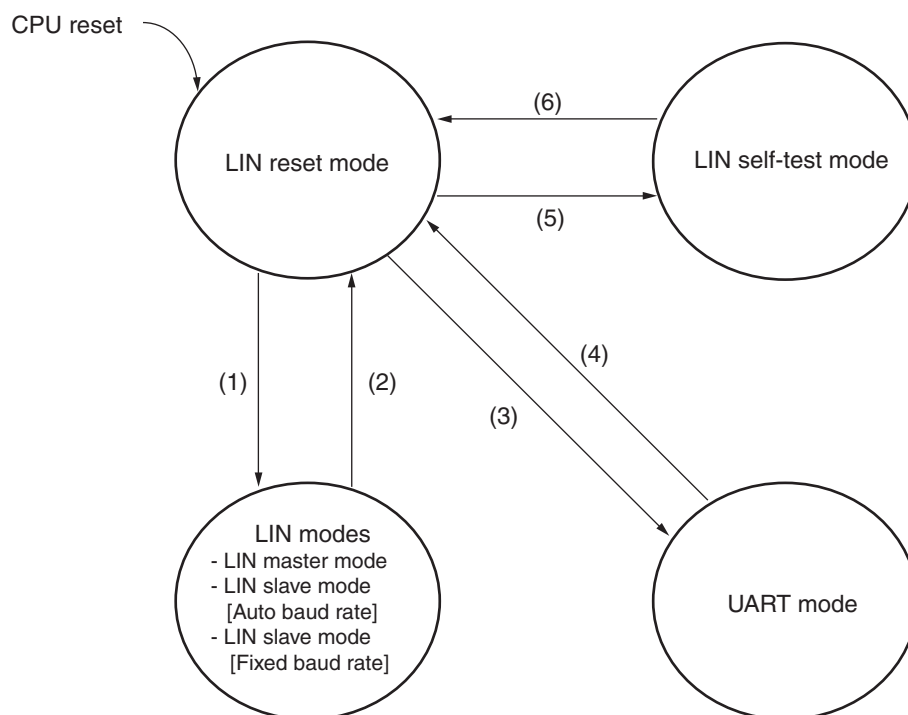 CPU reset
LIN reset mode
(6)
LIN self-test mode
(5)
(1)
(2)
(4)
(3)
LIN modes
- LIN master mode
- LIN slave mode
[Auto baud rate]
- LIN slave mode
[Fixed baud rate]
UART mode